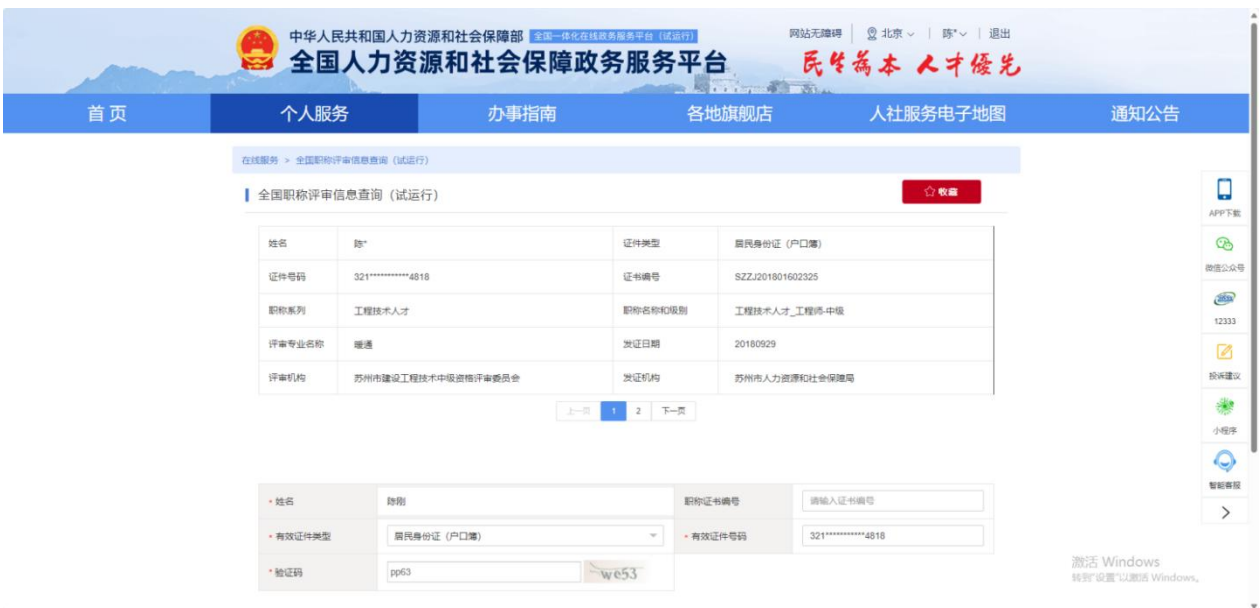 中华人民共和国人力资源和社会保障部 全国一体化在线政务服务平台（试运行） 网站无障碍 北京 陈* 退出
全国人力资源和社会保障政务服务平台 民生为本 人才优先
首页 个人服务 办事指南 各地旗舰店 人社服务电子地图 通知公告
在线服务 > 全国职称评审信息查询（试运行）
全国职称评审信息查询（试运行） 收藏
姓名 陈* 证件类型 居民身份证（户口簿）
证件号码 321***********4818 证书编号 SZZJ201801602325
职称系列 工程技术人才 职称名称和级别 工程技术人才_工程师-中级
评审专业名称 暖通 发证日期 20180929
评审机构 苏州市建设工程技术中级资格评审委员会 发证机构 苏州市人力资源和社会保障局
上一页 1 2 下一页
* 姓名 陈刚 职称证书编号 请输入证书编号
* 有效证件类型 居民身份证（户口簿） * 有效证件号码 321***********4818
* 验证码 pp63 we53
APP下载
微信公众号
12333
12333
投诉建议
小程序
智能客服
激活 Windows
转到"设置"以激活 Windows。